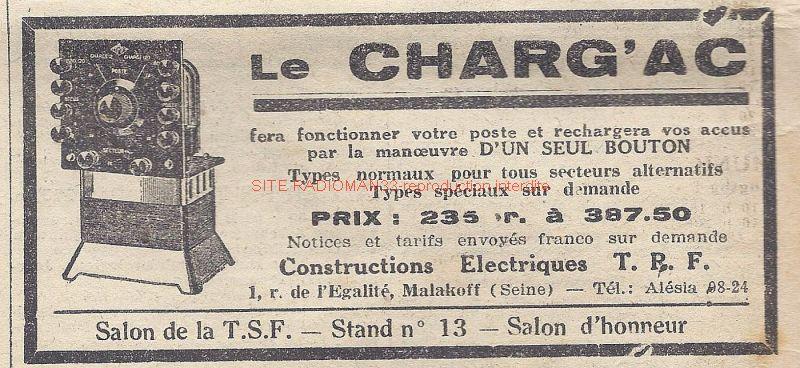 Le CHARG'AC
fera fonctionner votre poste et rechargera vos accus
par la manœuvre D'UN SEUL BOUTON
Types normaux pour tous secteurs alternatifs
SITE RADIOMAN33-reproduction interdite
Types spéciaux sur demande
PRIX : 235 r. à 387.50
Notices et tarifs envoyés franco sur demande
Constructions Electriques T. R. F.
1, r. de l'Egalité, Malakoff (Seine) — Tél.: Alésia 08-24
Salon de la T.S.F. — Stand n° 13 — Salon d'honneur